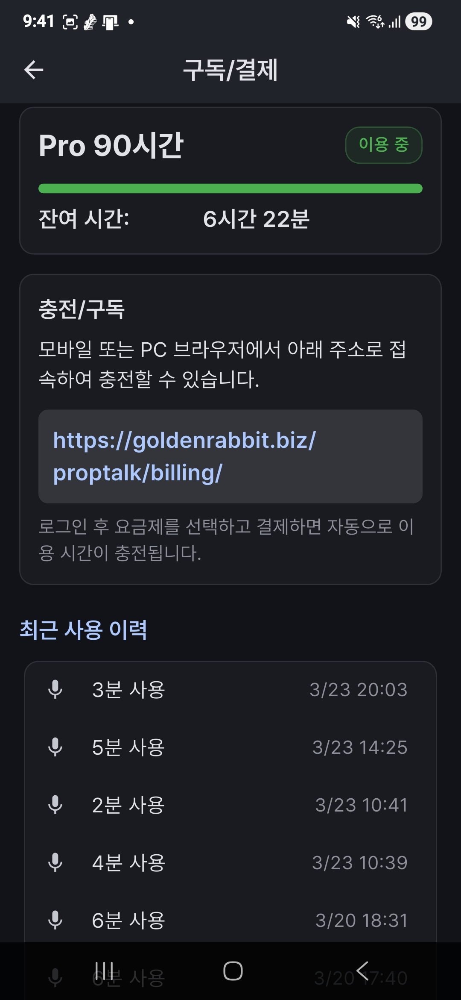 9:41
6
99
구독/결제
Pro 90시간
이용 중
잔여 시간: 6시간 22분
충전/구독
모바일 또는 PC 브라우저에서 아래 주소로 접
속하여 충전할 수 있습니다.
https://goldenrabbit.biz/
proptalk/billing/
로그인 후 요금제를 선택하고 결제하면 자동으로 이
용 시간이 충전됩니다.
최근 사용 이력
3분 사용 3/23 20:03
5분 사용 3/23 14:25
2분 사용 3/23 10:41
4분 사용 3/23 10:39
6분 사용 3/20 18:31
6분 사용 3/20 17:40